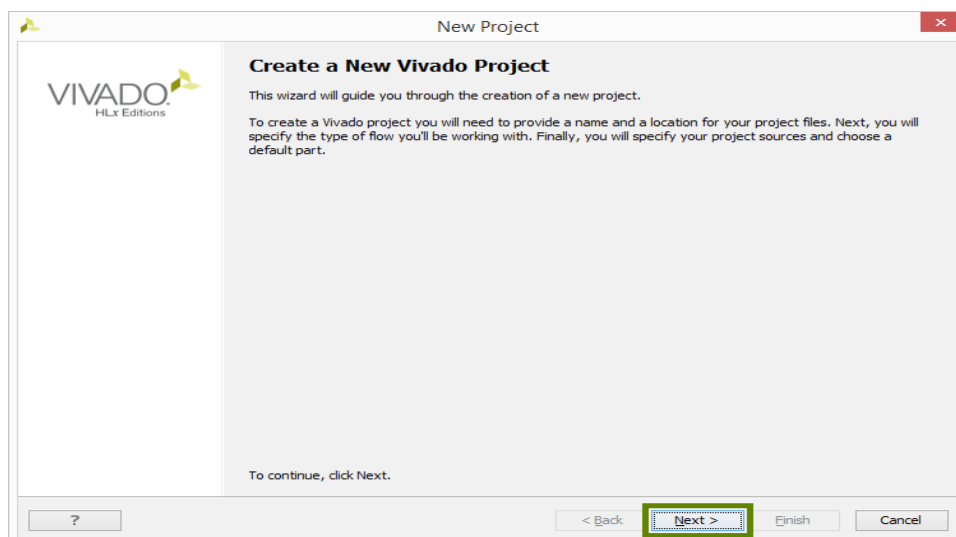 New Project
VIVADO.
HLx Editions
Create a New Vivado Project
This wizard will guide you through the creation of a new project.
To create a Vivado project you will need to provide a name and a location for your project files. Next, you will
specify the type of flow you'll be working with. Finally, you will specify your project sources and choose a
default part.
To continue, click Next.
?
< Back
Next >
Finish
Cancel